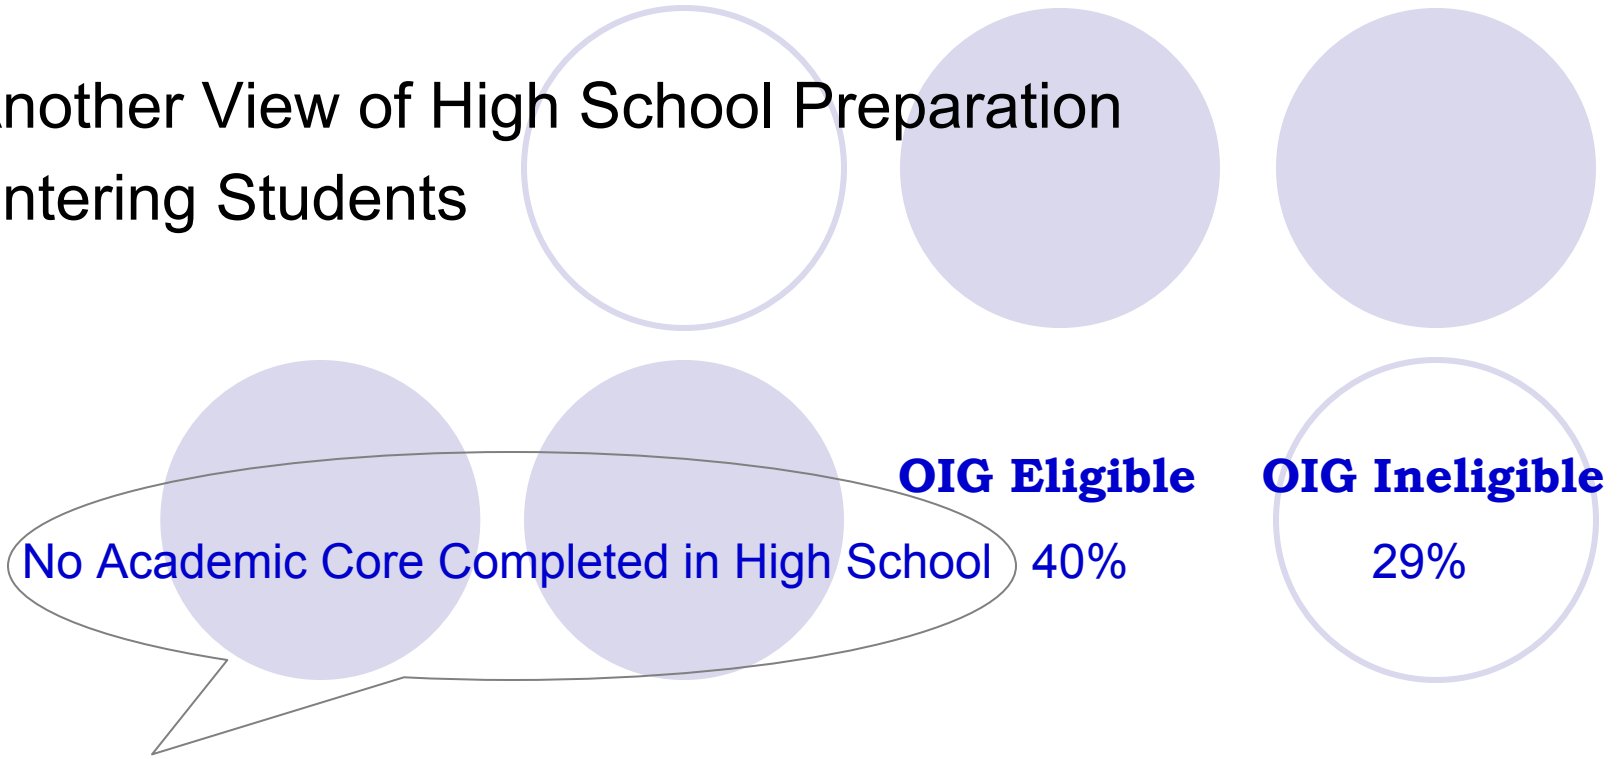 nother View of High School Preparation
ntering Students
OIG Eligible OIG Ineligible
No Academic Core Completed in High School 40% 29%